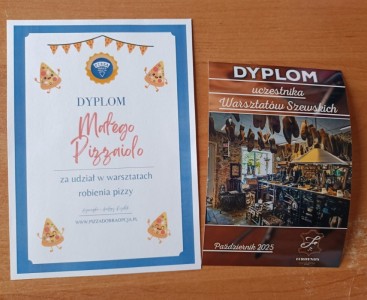 DYPLOM
Małego
Pizzaiolo
za udział w warsztatach
robienia pizzy
DYPLOM
uczestnika
Warsztatów Szewskich
Październik 2025